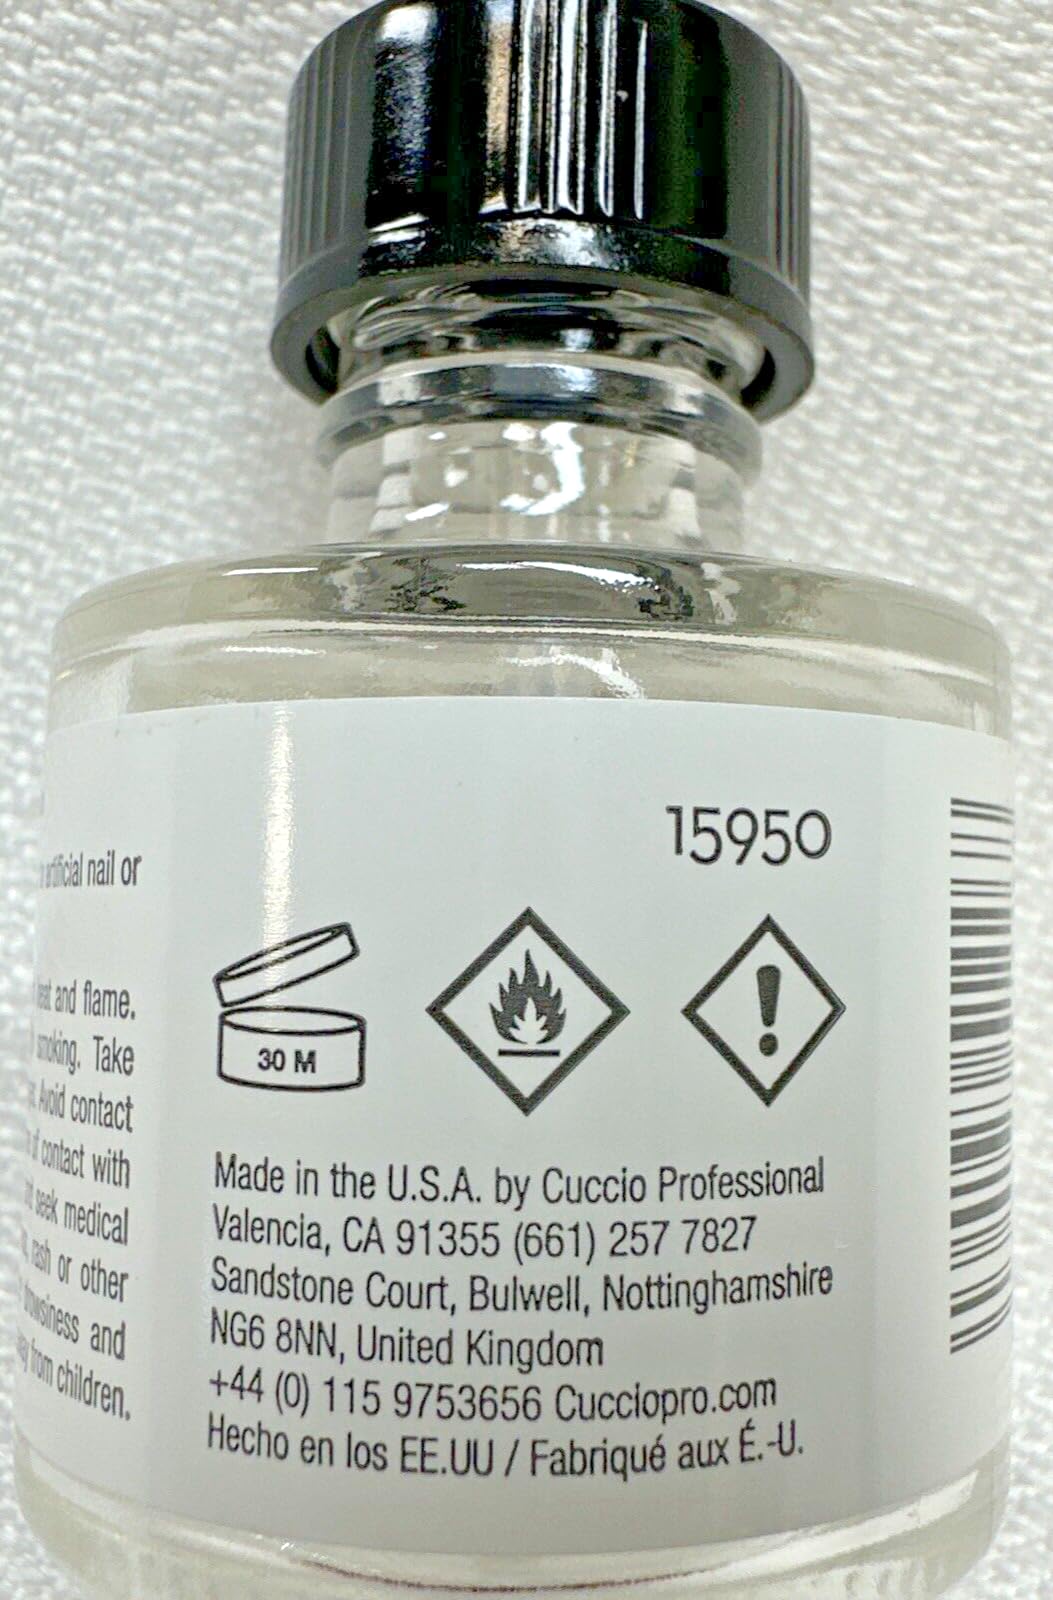 artificial nail or
and flame.
smoking. Take
Avoid contact
of contact with
seek medical
rash or other
drowsiness and
from children.
15950
30 M
Made in the U.S.A. by Cuccio Professional
Valencia, CA 91355 (661) 257 7827
Sandstone Court, Bulwell, Nottinghamshire
NG6 8NN, United Kingdom
+44 (0) 115 9753656 Cucciopro.com
Hecho en los EE.UU / Fabriqué aux É.-U.